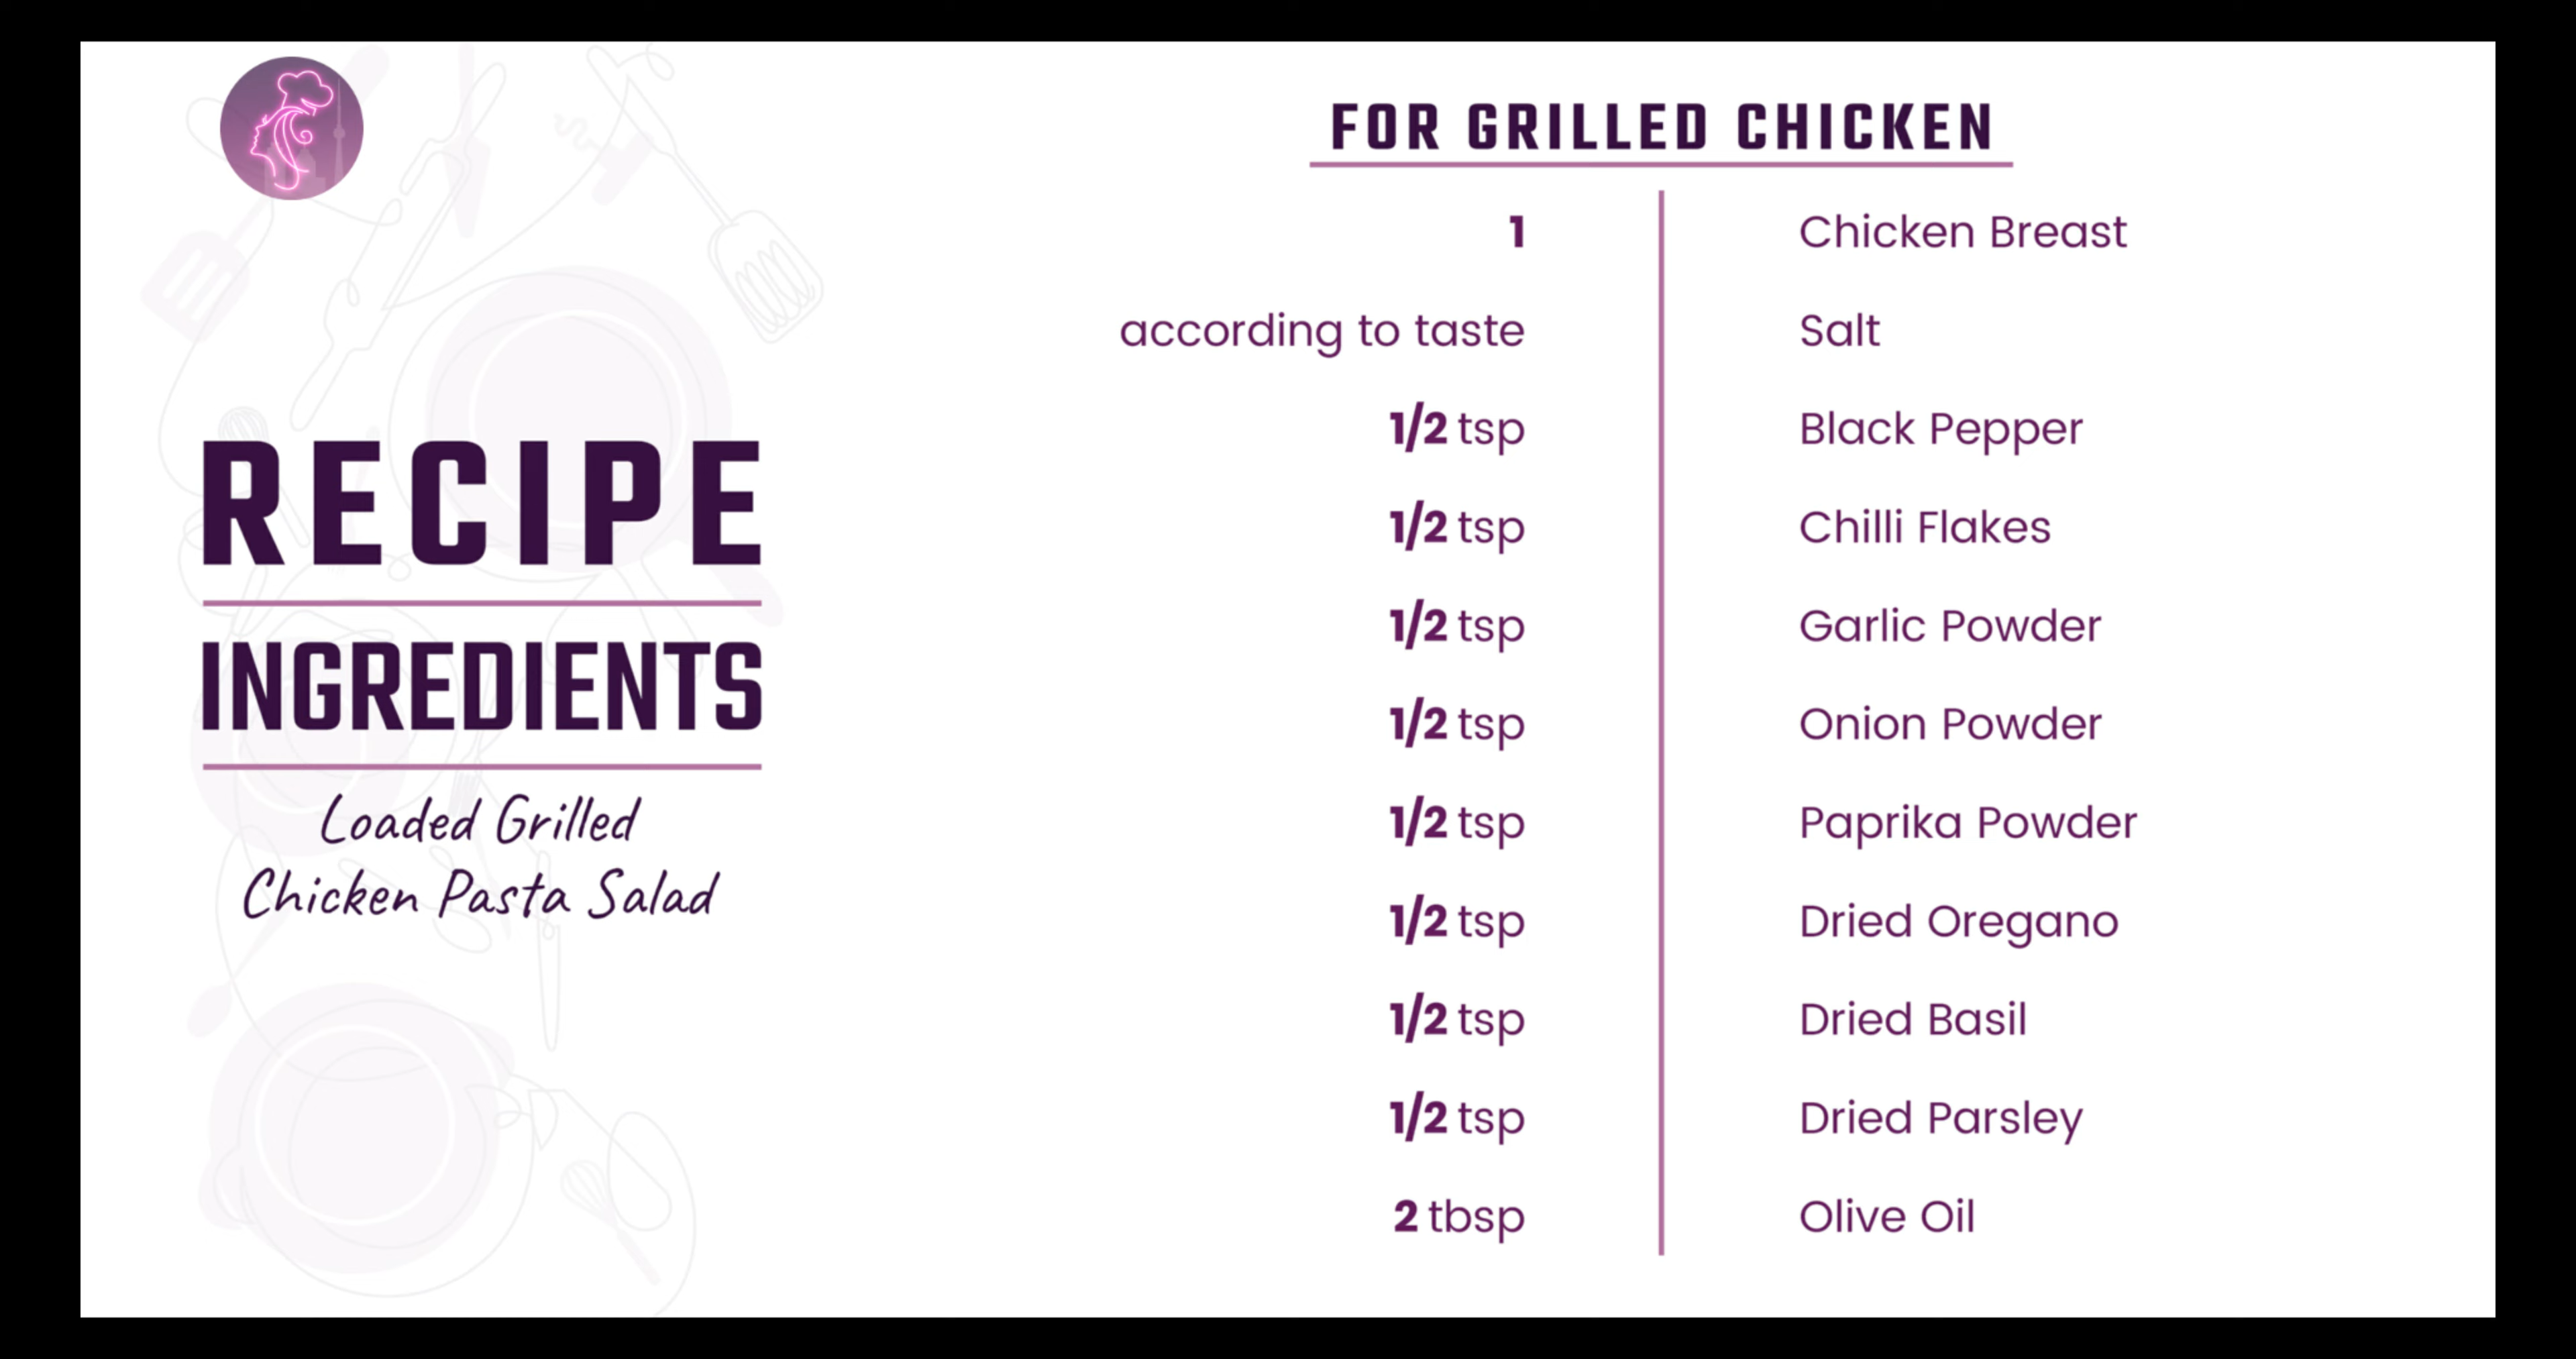 RECIPE
INGREDIENTS
Loaded Grilled
Chicken Pasta Salad
FOR GRILLED CHICKEN
1 Chicken Breast
according to taste Salt
1/2 tsp Black Pepper
1/2 tsp Chilli Flakes
1/2 tsp Garlic Powder
1/2 tsp Onion Powder
1/2 tsp Paprika Powder
1/2 tsp Dried Oregano
1/2 tsp Dried Basil
1/2 tsp Dried Parsley
2 tbsp Olive Oil